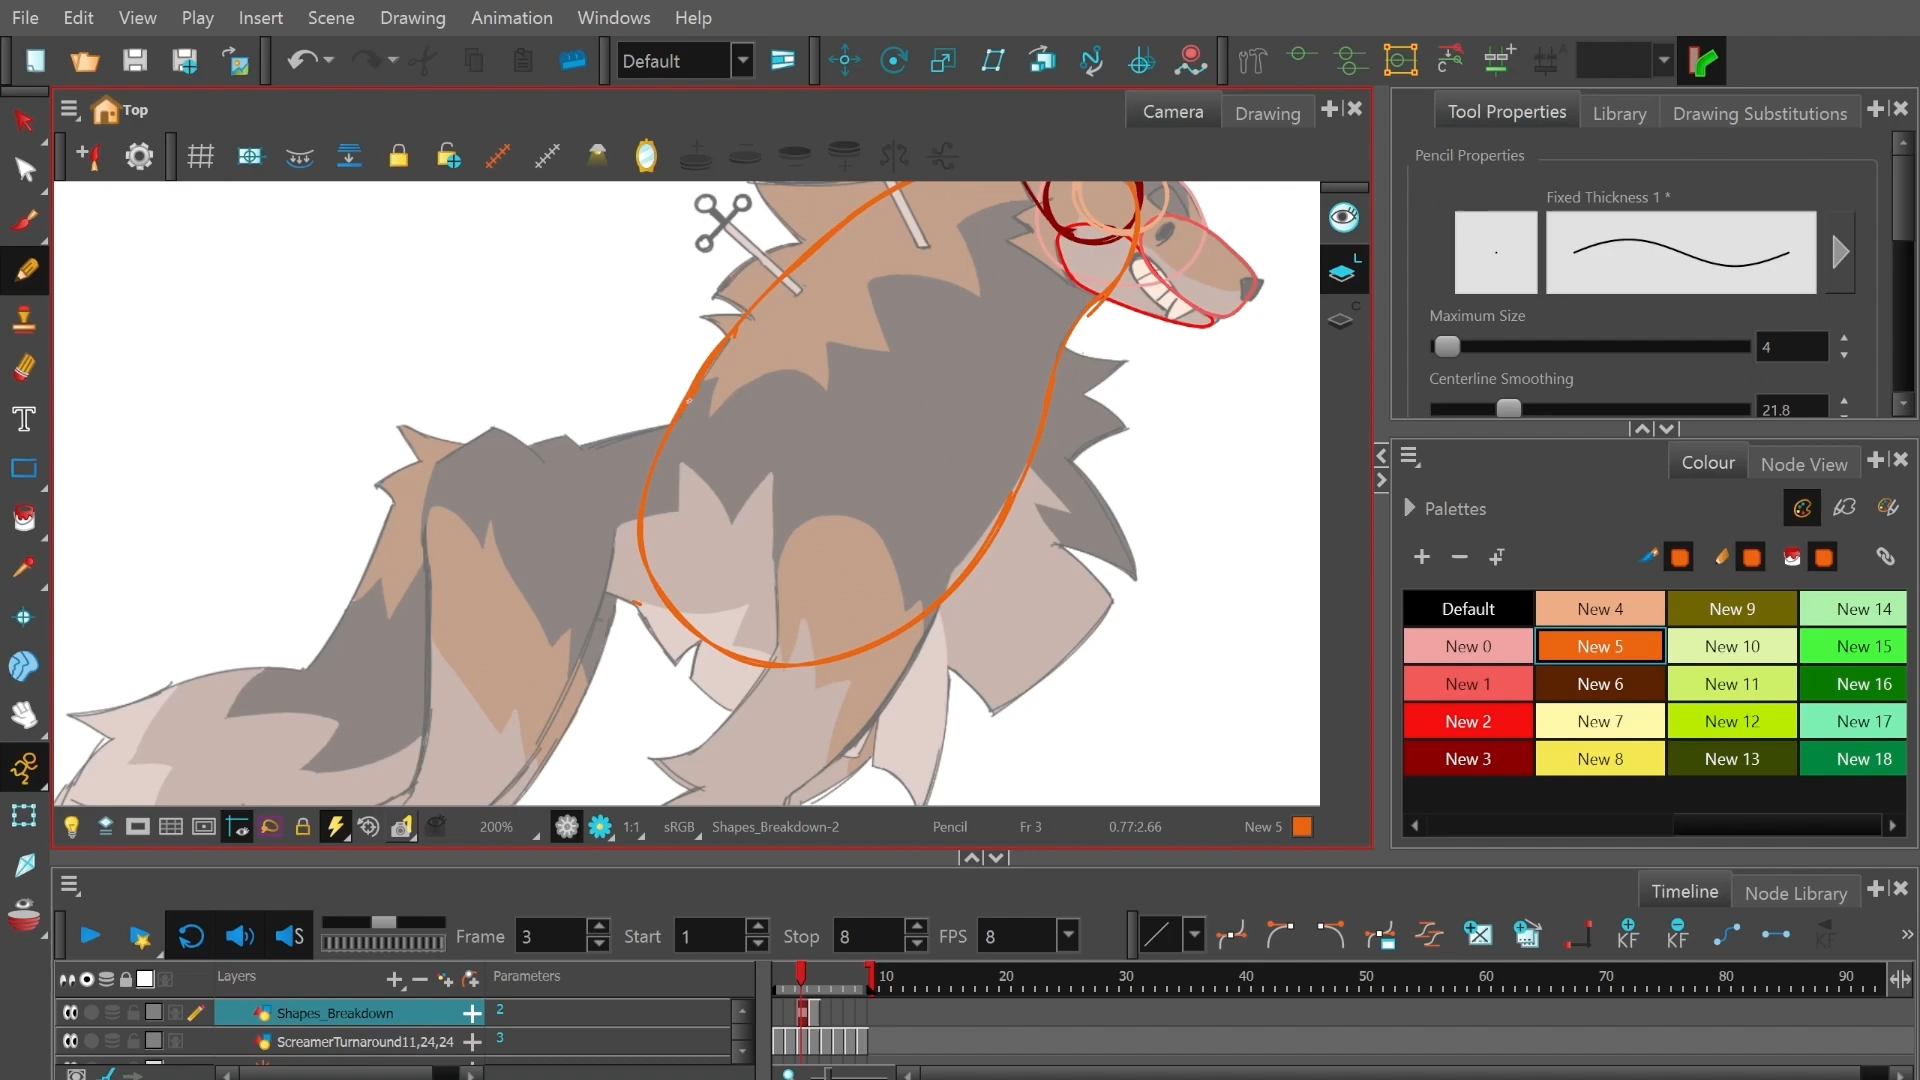 File Edit View Play Insert Scene Drawing Animation Windows Help
Default
Top
Camera Drawing
L
C
Tool Properties Library Drawing Substitutions
Pencil Properties
Fixed Thickness 1 *
Maximum Size
4
Centerline Smoothing
21.8
Colour Node View
Palettes
Default New 4 New 9 New 14
New 0 New 5 New 10 New 15
New 1 New 6 New 11 New 16
New 2 New 7 New 12 New 17
New 3 New 8 New 13 New 18
200% 1:1 sRGB Shapes_Breakdown-2 Pencil Fr 3 0.77:2.66 New 5
Timeline Node Library
S Frame 3 Start 1 Stop 8 FPS 8 KF KF KF
Layers Parameters 10 20 30 40 50 60 70 80 90
Shapes_Breakdown 2
ScreamerTurnaround11,24,24 3